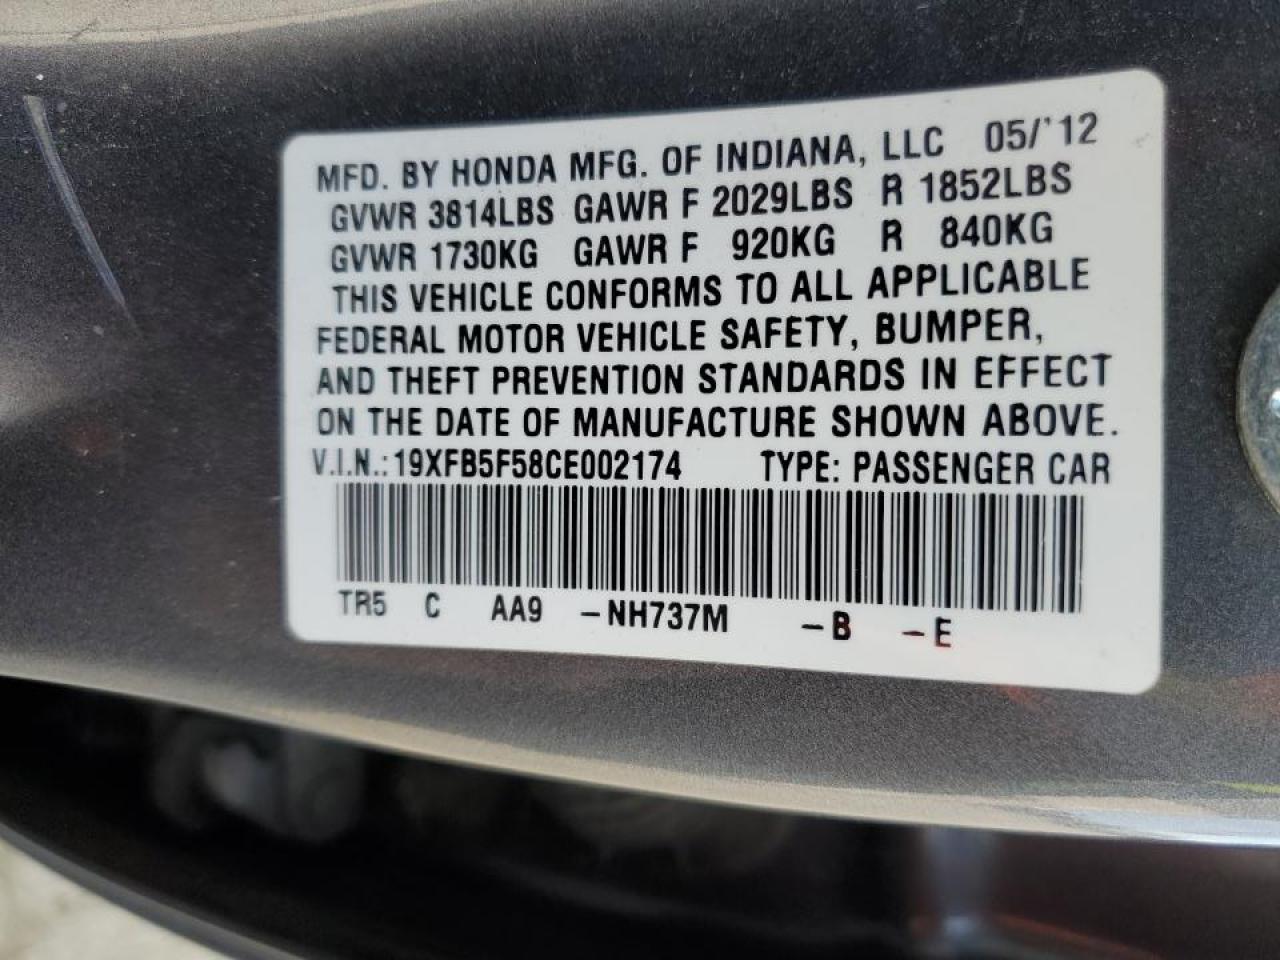 MFD. BY HONDA MFG. OF INDIANA, LLC 05/'12
GVWR 3814LBS GAWR F 2029LBS R 1852LBS
GVWR 1730KG GAWR F 920KG R 840KG
THIS VEHICLE CONFORMS TO ALL APPLICABLE
FEDERAL MOTOR VEHICLE SAFETY, BUMPER,
AND THEFT PREVENTION STANDARDS IN EFFECT
ON THE DATE OF MANUFACTURE SHOWN ABOVE.
V.I.N.: 19XFB5F58CE002174 TYPE: PASSENGER CAR
TR5 C AA9 -NH737M -B -E